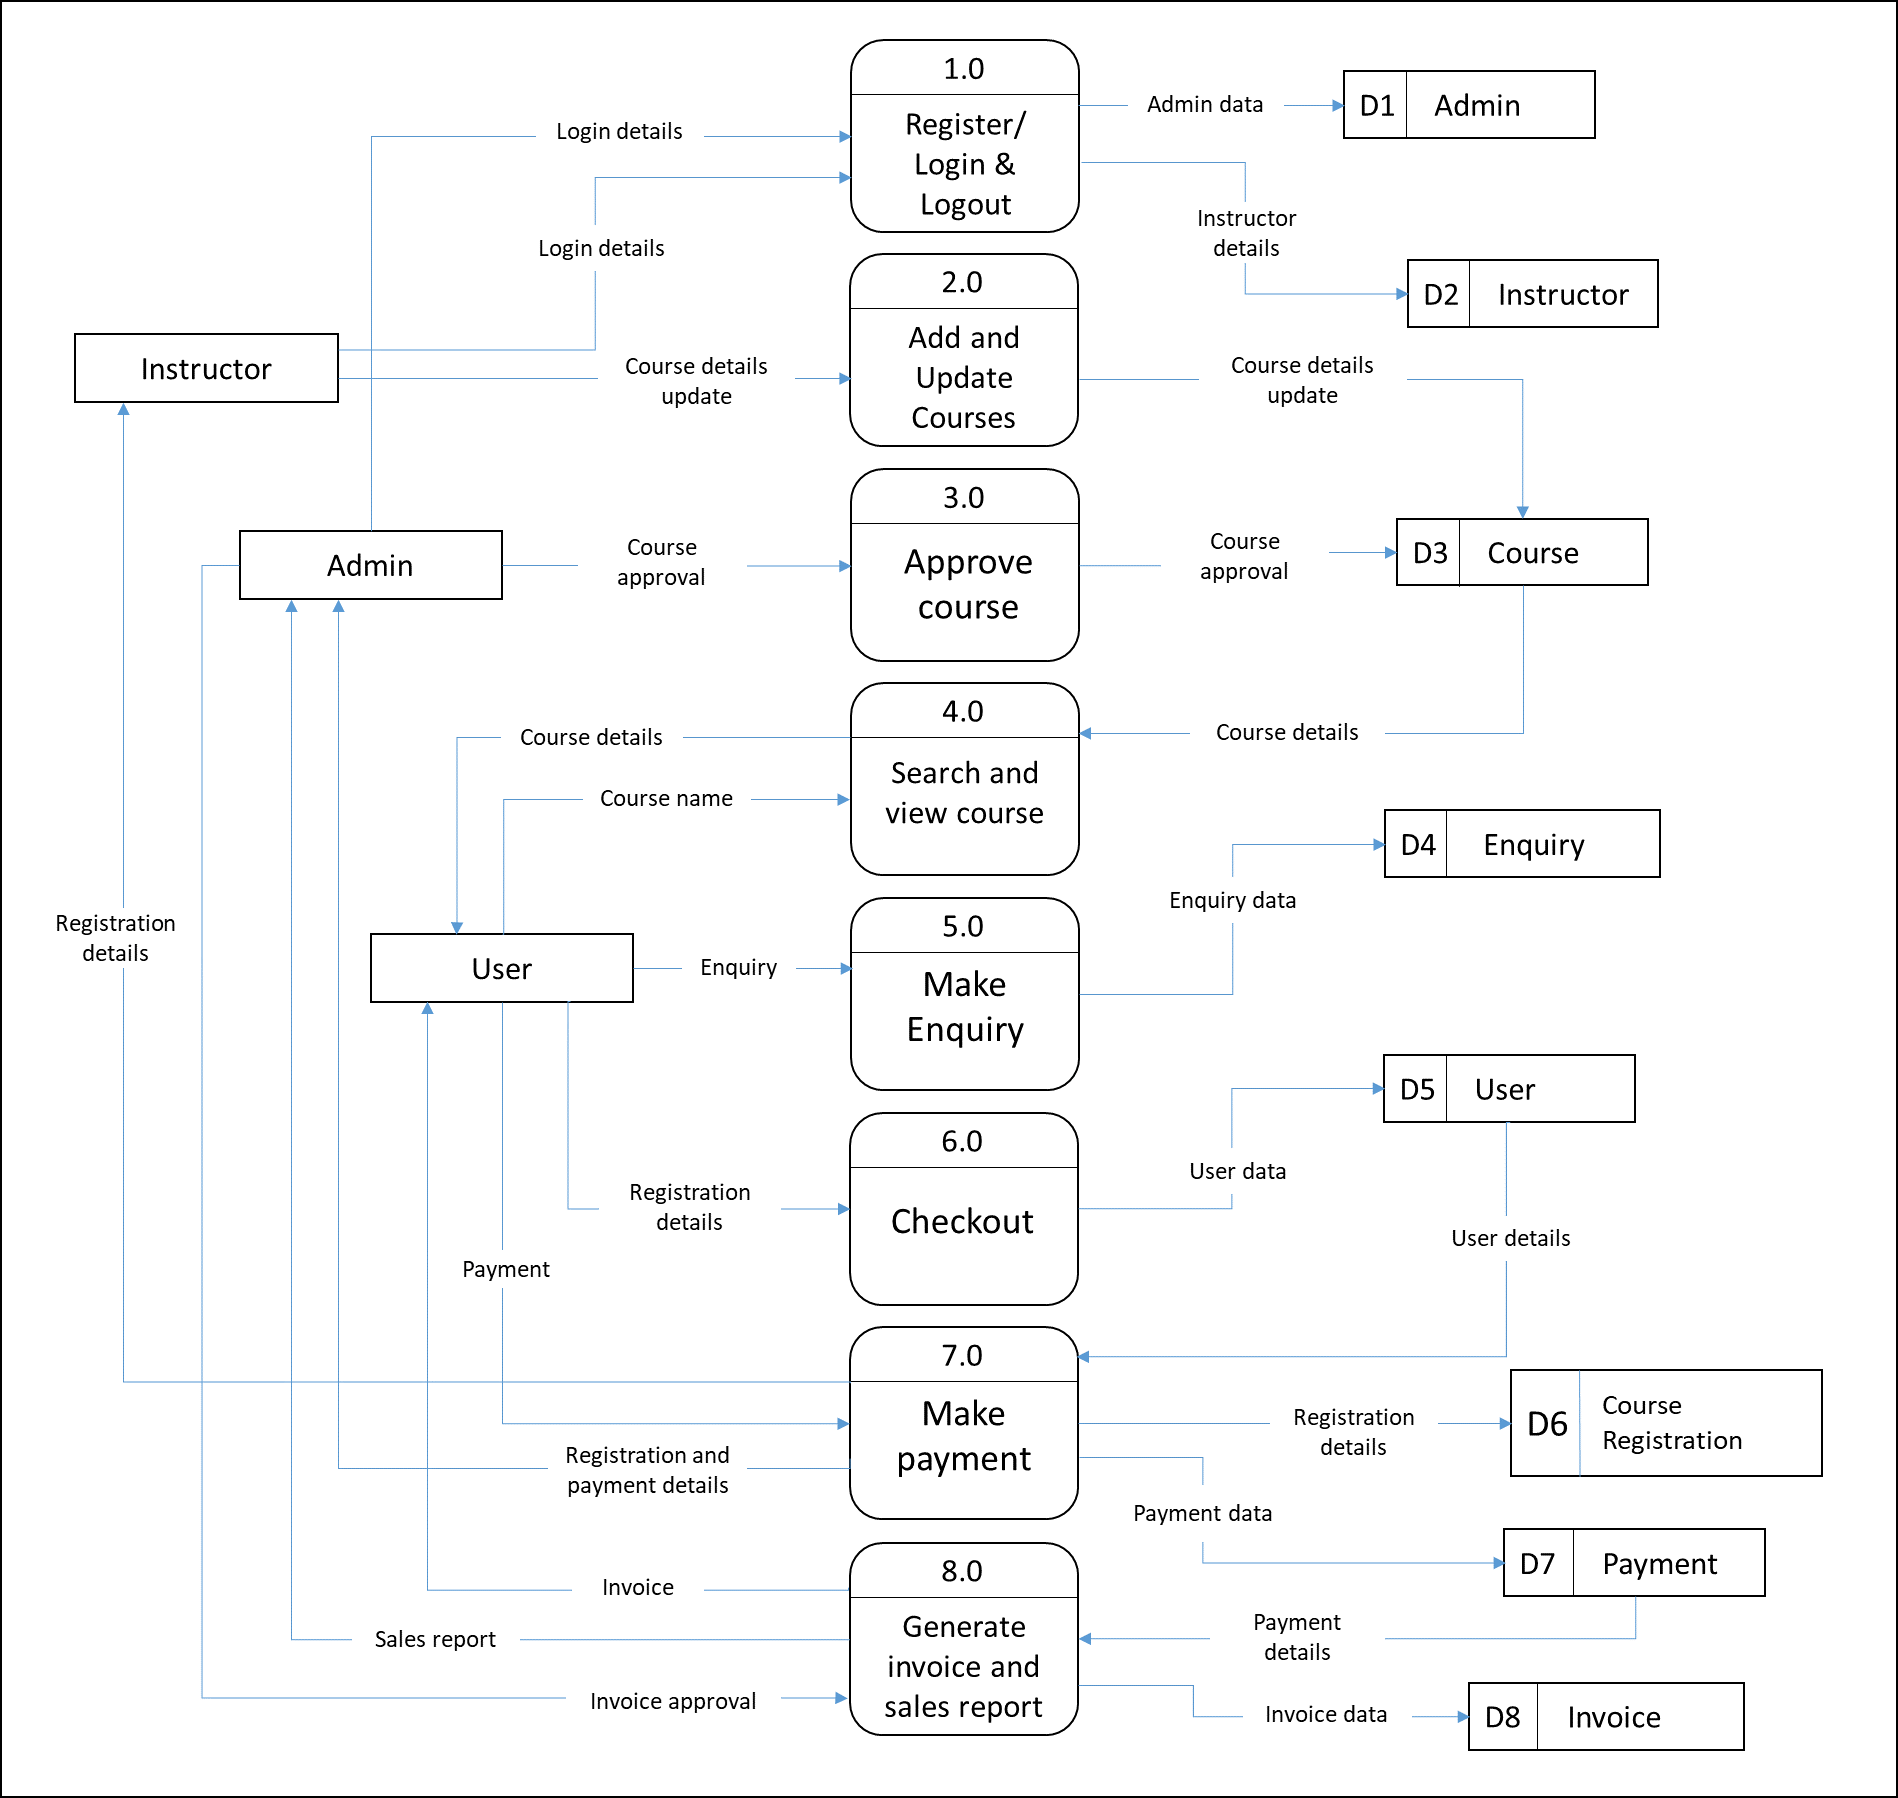 1.0
Register/
Login &
Logout
Admin data
D1 Admin
Login details
Instructor
details
Login details
D2 Instructor
2.0
Add and
Update
Courses
Instructor
Course details
update
Course details
update
3.0
Approve
course
Admin
Course
approval
Course
approval
D3 Course
4.0
Search and
view course
Course details
Course details
Course name
D4 Enquiry
Enquiry data
Registration
details
5.0
Make
Enquiry
User
Enquiry
D5 User
6.0
Checkout
User data
Registration
details
User details
Payment
7.0
Make
payment
Registration
details
D6 Course
Registration
Registration and
payment details
Payment data
D7 Payment
8.0
Generate
invoice and
sales report
Invoice
Sales report
Payment
details
Invoice approval
Invoice data
D8 Invoice